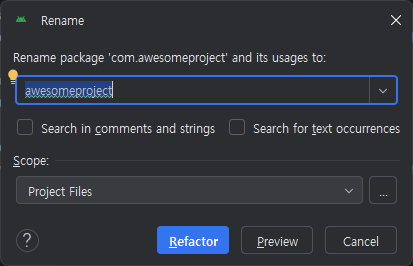 Rename
Rename package 'com.awesomeproject' and its usages to:
awesomeproject
Search in comments and strings
Search for text occurrences
Scope:
Project Files
...
?
Refactor
Preview
Cancel